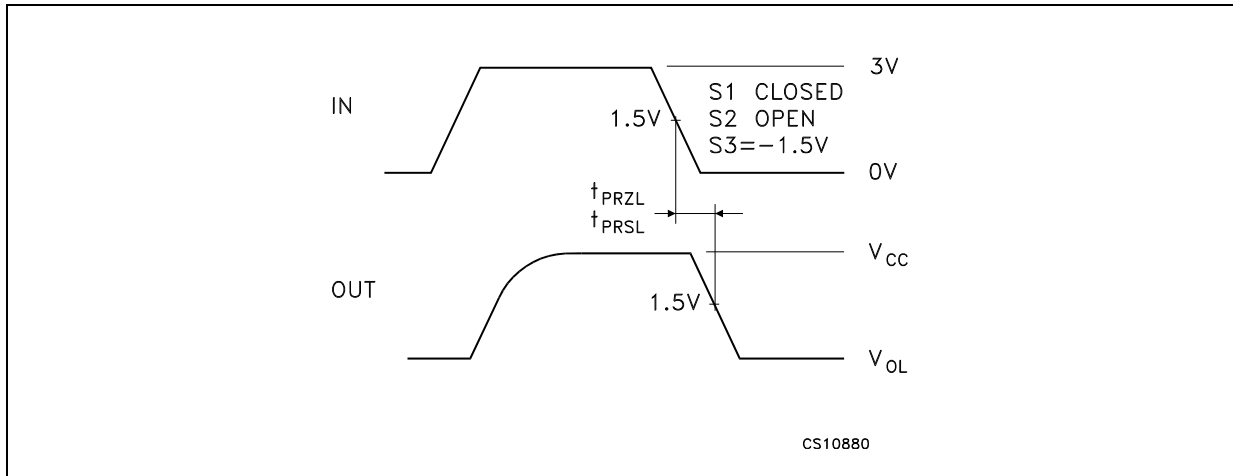 3V
IN
S1 CLOSED
1.5V
S2 OPEN
S3=-1.5V
0V
tPRZL
tPRSL
VCC
OUT
1.5V
VOL
CS10880